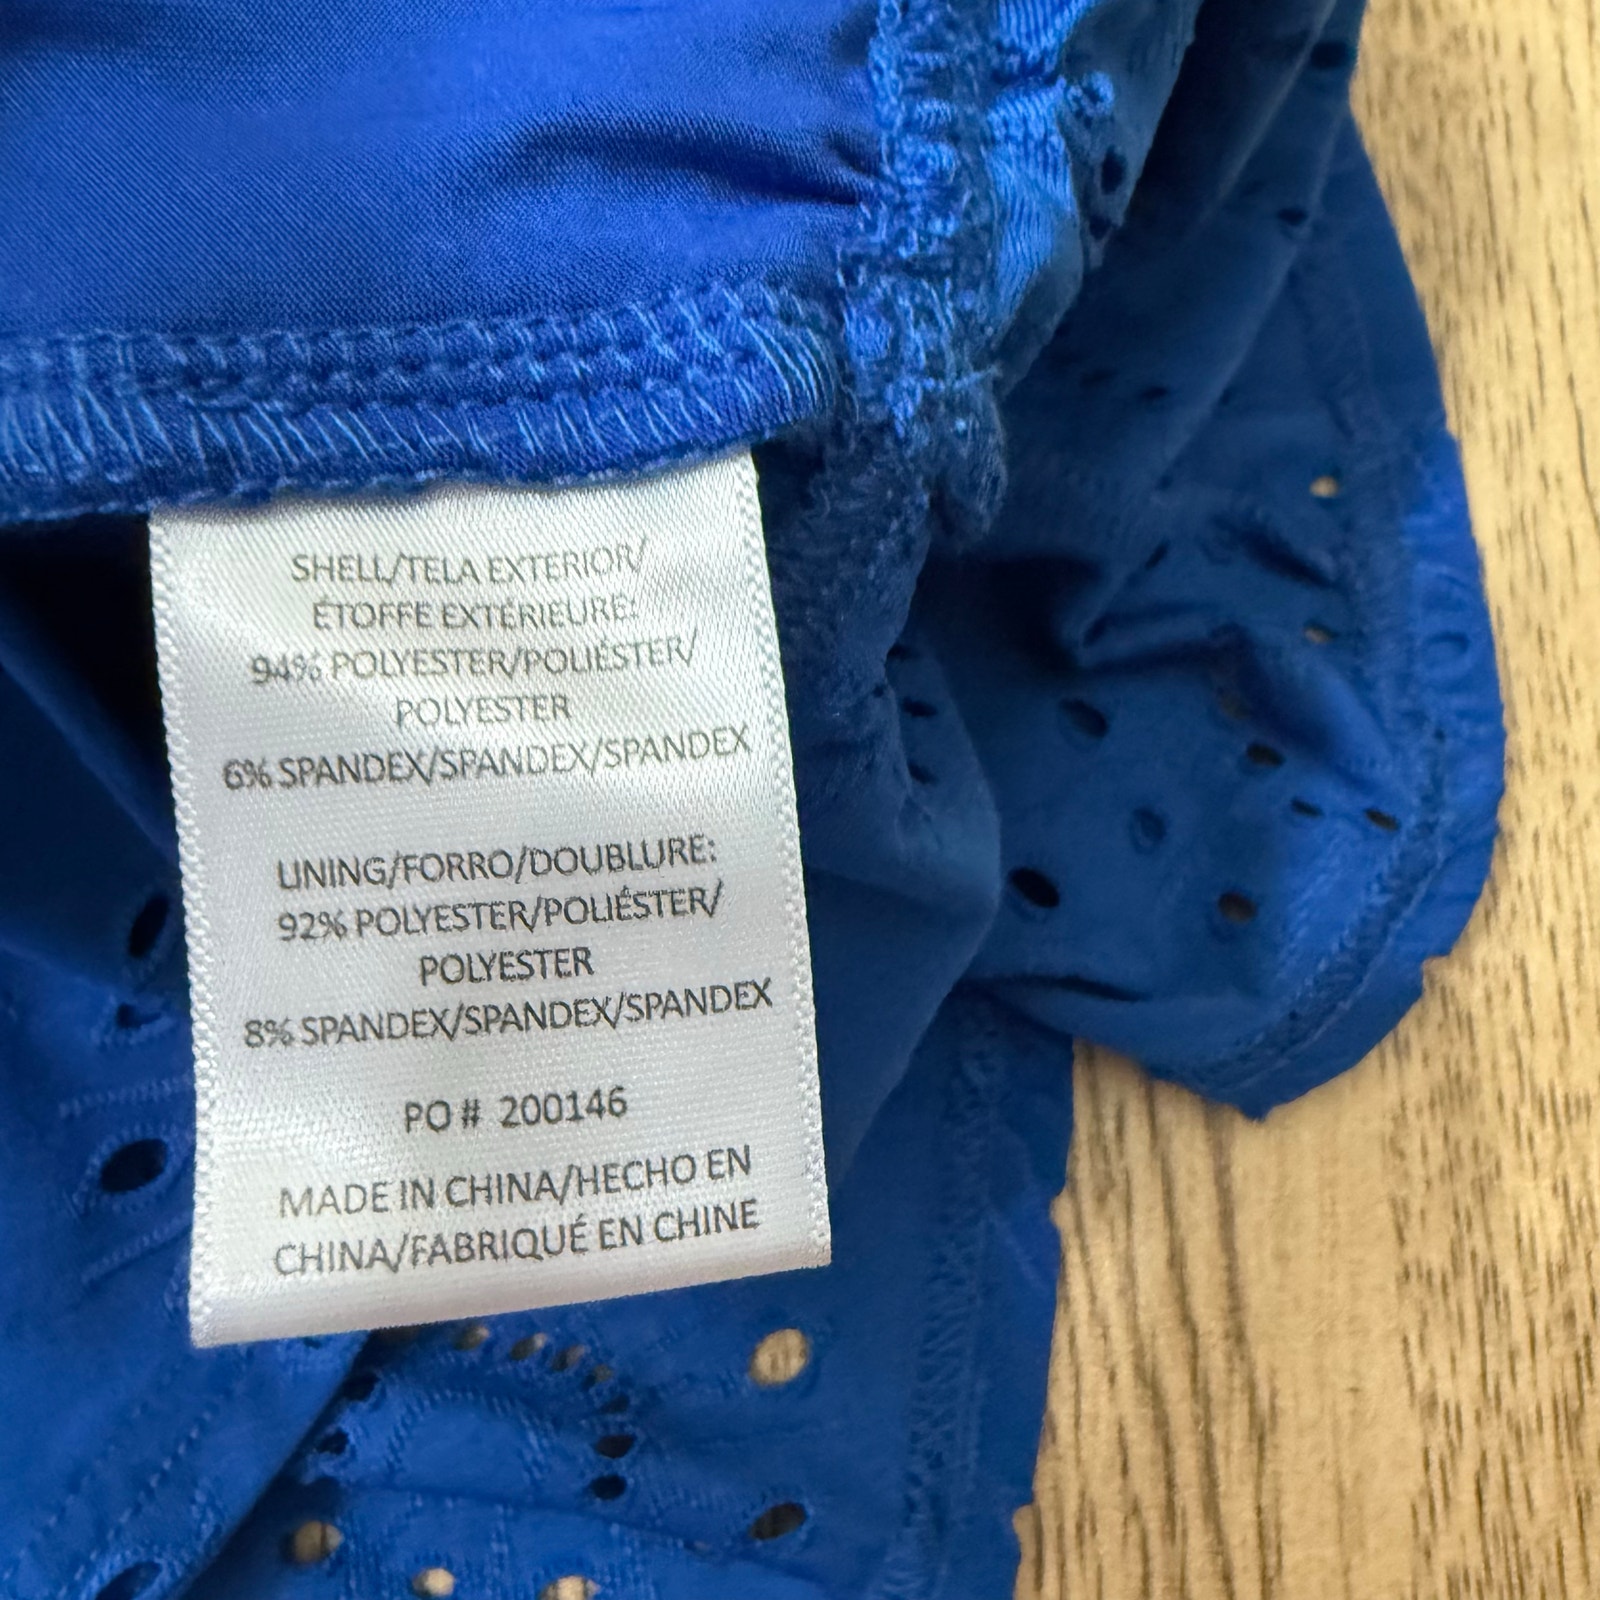 SHELL/TELA EXTERIOR/
ÉTOFFE EXTÉRIEURE:
94% POLYESTER/POLIÉSTER/
POLYESTER
6% SPANDEX/SPANDEX/SPANDEX
LINING/FORRO/DOUBLURE:
92% POLYESTER/POLIÉSTER/
POLYESTER
8% SPANDEX/SPANDEX/SPANDEX
PO # 200146
MADE IN CHINA/HECHO EN
CHINA/FABRIQUÉ EN CHINE